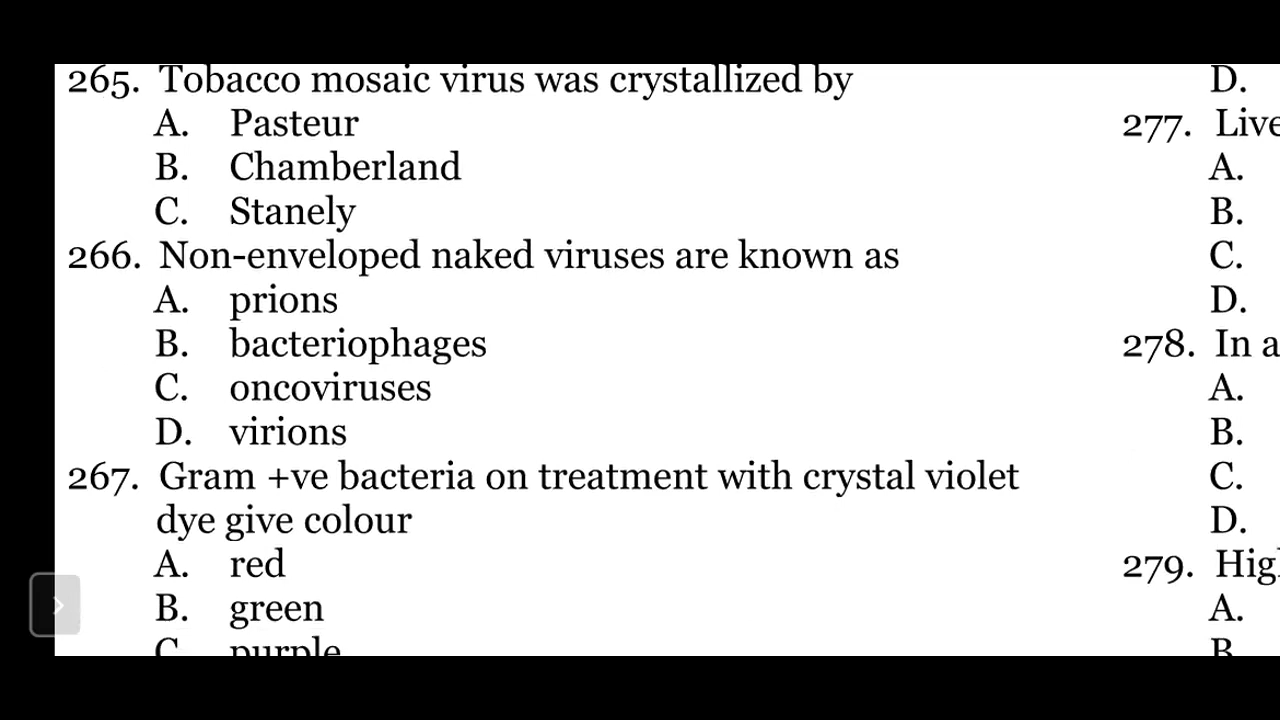 265. Tobacco mosaic virus was crystallized by
A. Pasteur
B. Chamberland
C. Stanely
266. Non-enveloped naked viruses are known as
A. prions
B. bacteriophages
C. oncoviruses
D. virions
267. Gram +ve bacteria on treatment with crystal violet
dye give colour
A. red
B. green
C. purple
D.
277. Live
A.
B.
C.
D.
278. In a
A.
B.
C.
D.
279. Hig
A.
B.